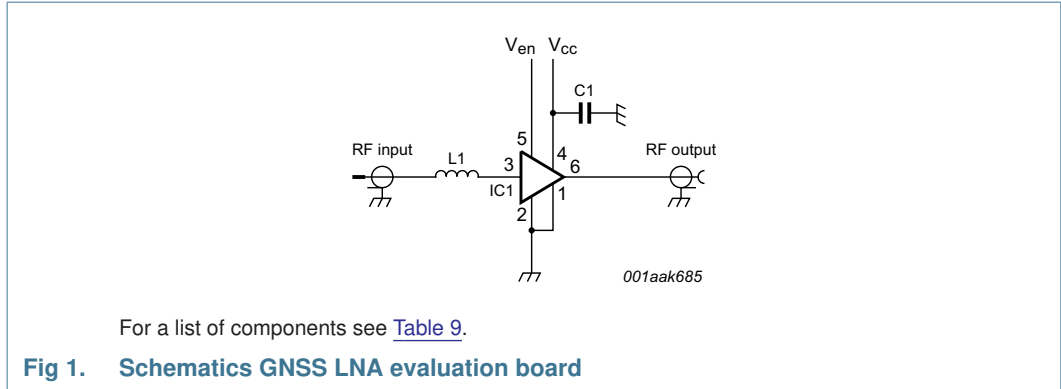 V_en V_cc
C1
5
4
RF input
L1
3
6
RF output
IC1
1
2
001aak685
For a list of components see Table 9.
Fig 1. Schematics GNSS LNA evaluation board